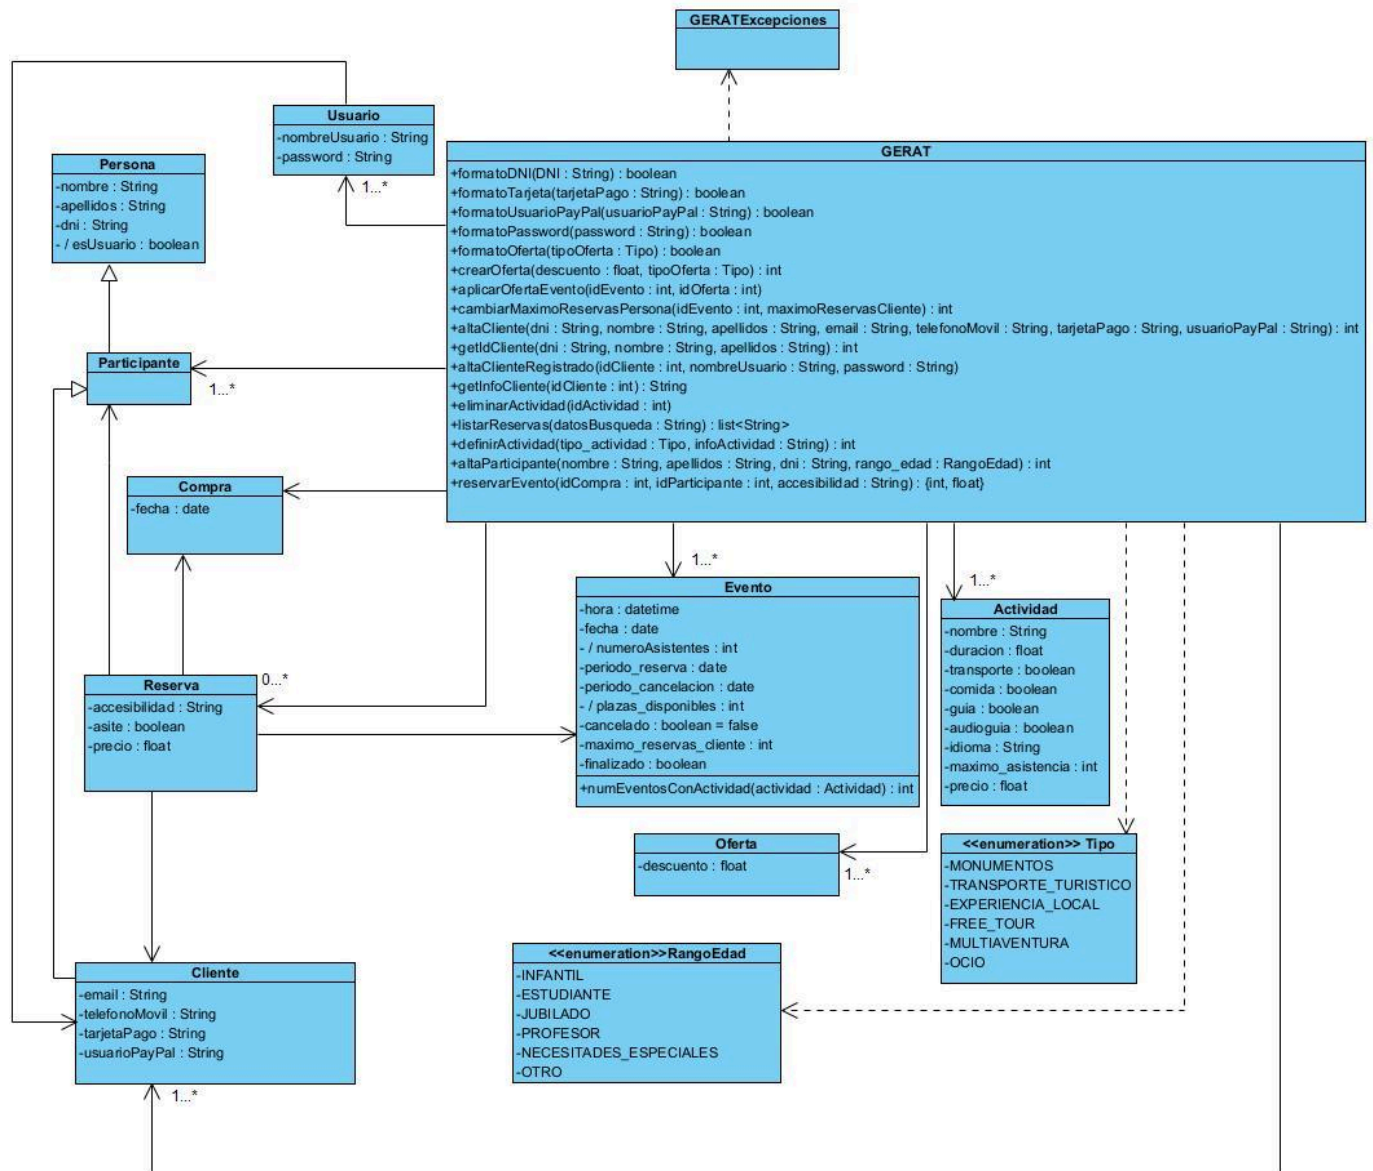 GERATExcepciones
Usuario
-nombreUsuario : String
-password : String
1...*
Persona
-nombre : String
-apellidos : String
-dni : String
- / esUsuario : boolean
GERAT
+formatoDNI(DNI : String) : boolean
+formatoTarjeta(tarjetaPago : String) : boolean
+formatoUsuarioPayPal(usuarioPayPal : String) : boolean
+formatoPassword(password : String) : boolean
+formatoOferta(tipoOferta : Tipo) : boolean
+crearOferta(descuento : float, tipoOferta : Tipo) : int
+aplicarOfertaEvento(idEvento : int, idOferta : int)
+cambiarMaximoReservasPersona(idEvento : int, maximoReservasCliente) : int
+altaCliente(dni : String, nombre : String, apellidos : String, email : String, telefonoMovil : String, tarjetaPago : String, usuarioPayPal : String) : int
+getIdCliente(dni : String, nombre : String, apellidos : String) : int
+altaClienteRegistrado(idCliente : int, nombreUsuario : String, password : String)
+getInfoCliente(idCliente : int) : String
+eliminarActividad(idActividad : int)
+listarReservas(datosBusqueda : String) : list<String>
+definirActividad(tipo_actividad : Tipo, infoActividad : String) : int
+altaParticipante(nombre : String, apellidos : String, dni : String, rango_edad : RangoEdad) : int
+reservarEvento(idCompra : int, idParticipante : int, accesibilidad : String) : {int, float}
Participante
1...*
Compra
-fecha : date
1...*
Evento
-hora : datetime
-fecha : date
- / numeroAsistentes : int
-periodo_reserva : date
-periodo_cancelacion : date
- / plazas_disponibles : int
-cancelado : boolean = false
-maximo_reservas_cliente : int
-finalizado : boolean
+numEventosConActividad(actividad : Actividad) : int
1...*
Actividad
-nombre : String
-duracion : float
-transporte : boolean
-comida : boolean
-guia : boolean
-audioguia : boolean
-idioma : String
-maximo_asistencia : int
-precio : float
0...*
Reserva
-accesibilidad : String
-asite : boolean
-precio : float
Oferta
-descuento : float
1...*
<<enumeration>> Tipo
-MONUMENTOS
-TRANSPORTE_TURISTICO
-EXPERIENCIA_LOCAL
-FREE_TOUR
-MULTIAVENTURA
-OCIO
<<enumeration>>RangoEdad
-INFANTIL
-ESTUDIANTE
-JUBILADO
-PROFESOR
-NECESITADES_ESPECIALES
-OTRO
Cliente
-email : String
-telefonoMovil : String
-tarjetaPago : String
-usuarioPayPal : String
1...*